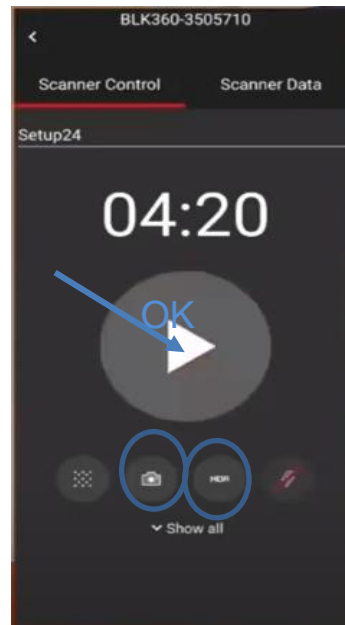 BLK360-3505710
Scanner Control Scanner Data
Setup24
04:20
OK
HDR
Show all